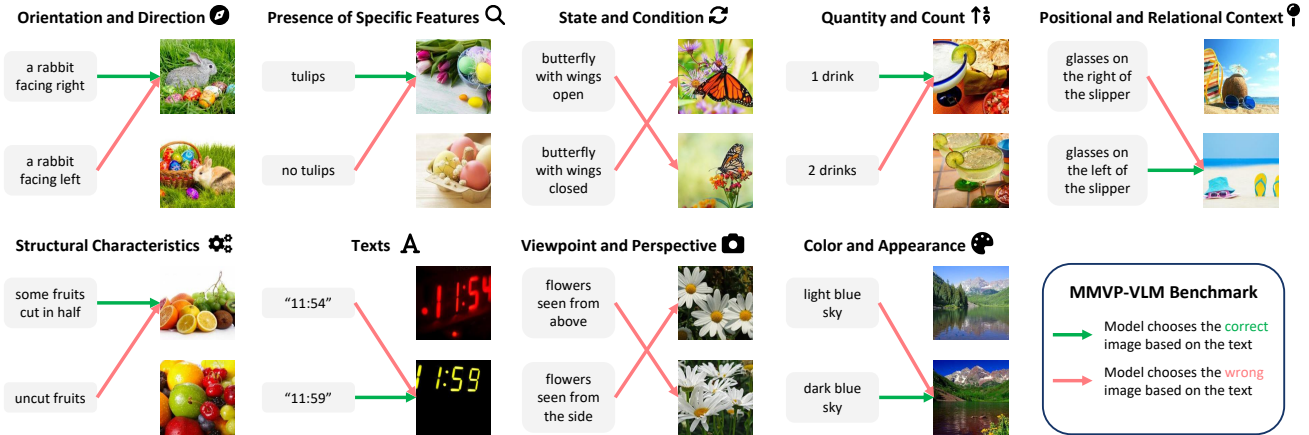 Orientation and Direction
a rabbit
facing right
a rabbit
facing left
Presence of Specific Features
tulips
no tulips
State and Condition
butterfly
with wings
open
butterfly
with wings
closed
Quantity and Count
1 drink
2 drinks
Positional and Relational Context
glasses on
the right of
the slipper
glasses on
the left of
the slipper
Structural Characteristics
some fruits
cut in half
uncut fruits
Texts A
"11:54"
"11:59"
11:54
11:59
Viewpoint and Perspective
flowers
seen from
above
flowers
seen from
the side
Color and Appearance
light blue
sky
dark blue
sky
MMVP-VLM Benchmark
Model chooses the correct
image based on the text
Model chooses the wrong
image based on the text